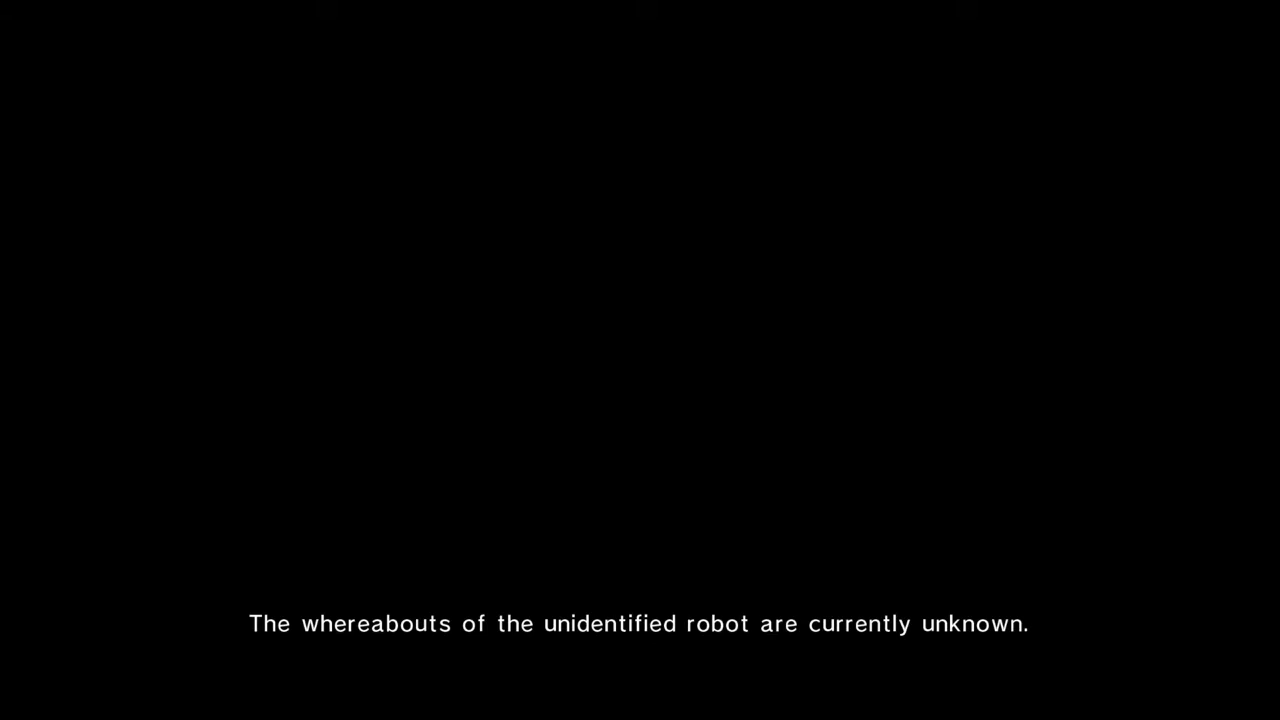 The whereabouts of the unidentified robot are currently unknown.